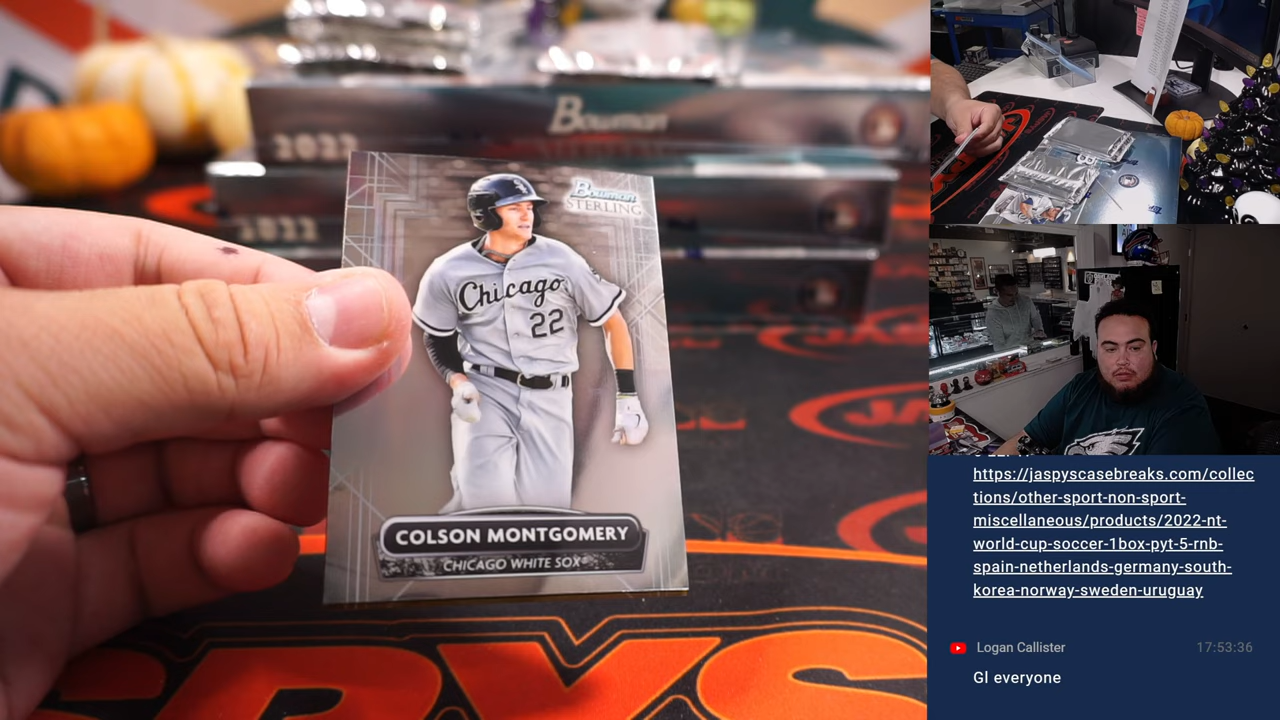 Bowman
2022
2022
Bowman
STERLING
Chicago
22
COLSON MONTGOMERY
CHICAGO WHITE SOX
https://jaspyscasebreaks.com/collec
tions/other-sport-non-sport-
miscellaneous/products/2022-nt-
world-cup-soccer-1box-pyt-5-rnb-
spain-netherlands-germany-south-
korea-norway-sweden-uruguay
Logan Callister 17:53:36
Gl everyone